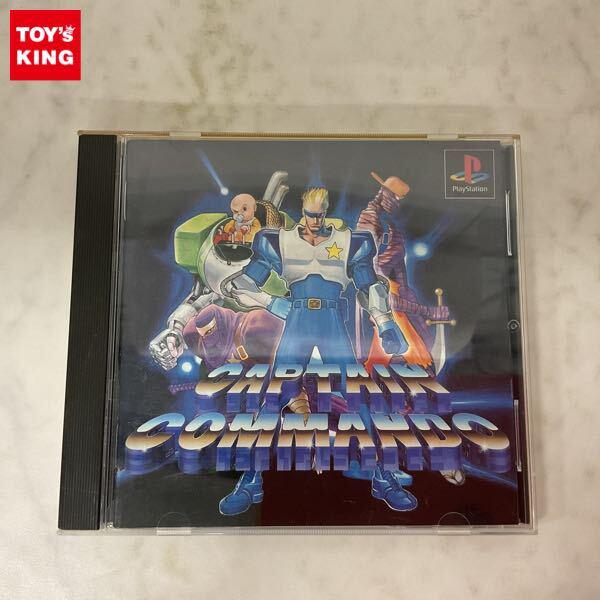 TOY's
KING
PlayStation
CAPTAIN
COMMANDO